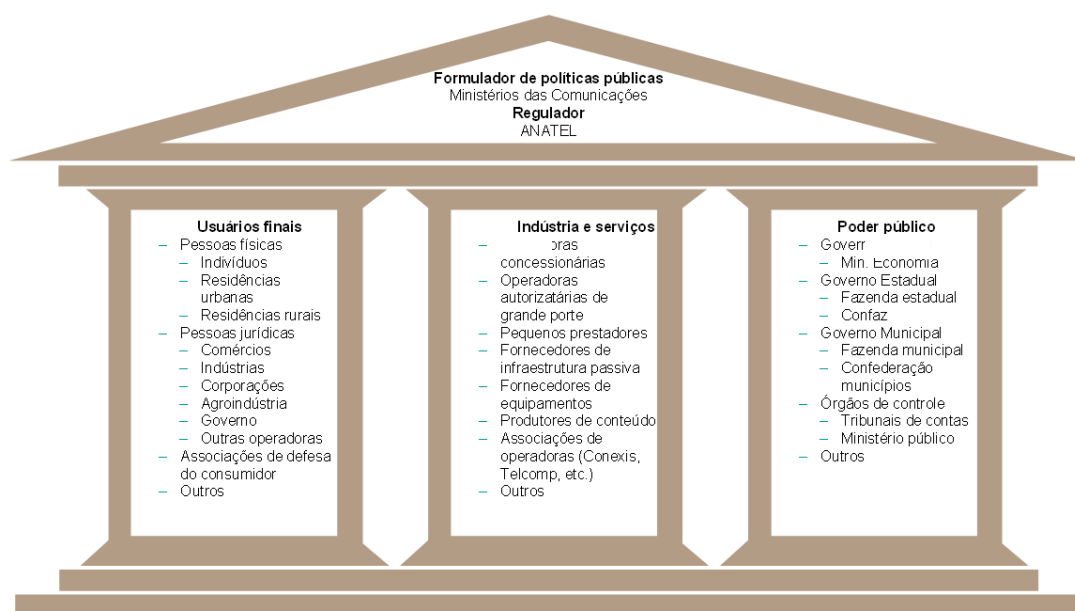 Formulador de políticas públicas
Ministérios das Comunicações
Regulador
ANATEL
Usuários finais
– Pessoas físicas
– Indivíduos
– Residências
urbanas
– Residências rurais
– Pessoas jurídicas
– Comércios
– Indústrias
– Corporações
– Agroindústria
– Governo
– Outras operadoras
– Associações de defesa
do consumidor
– Outros
Indústria e serviços
–
concessionárias
– Operadoras
autorizatárias de
grande porte
– Pequenos prestadores
– Fornecedores de
infraestrutura passiva
– Fornecedores de
equipamentos
– Produtores de conteúdo
– Associações de
operadoras (Conexis,
Telcomp, etc.)
– Outros
Poder público
–
– Min. Economia
– Governo Estadual
– Fazenda estadual
– Confaz
– Governo Municipal
– Fazenda municipal
– Confederação
municípios
– Órgãos de controle
– Tribunais de contas
– Ministério público
– Outros